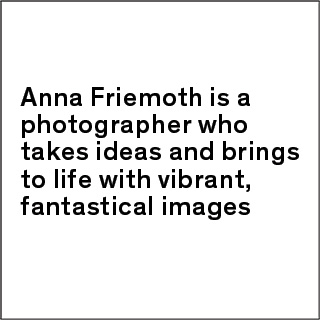 Anna Friemoth is a
photographer who
takes ideas and brings
to life with vibrant,
fantastical images